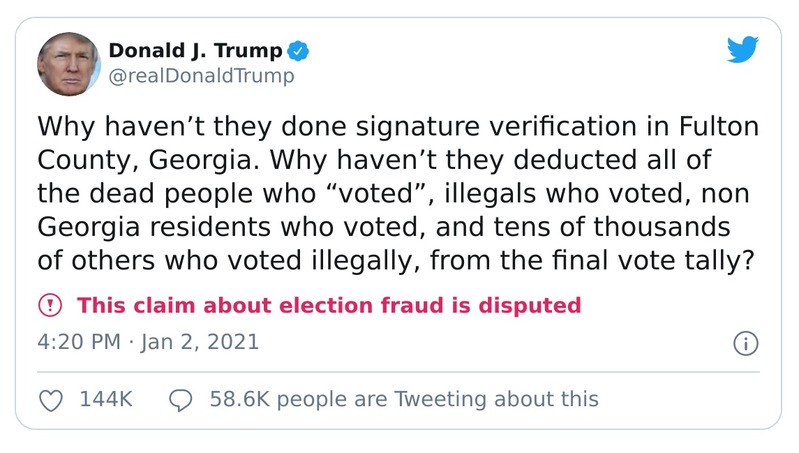 Donald J. Trump
@realDonaldTrump
Why haven’t they done signature verification in Fulton
County, Georgia. Why haven’t they deducted all of
the dead people who “voted”, illegals who voted, non
Georgia residents who voted, and tens of thousands
of others who voted illegally, from the final vote tally?
This claim about election fraud is disputed
4:20 PM · Jan 2, 2021
144K 58.6K people are Tweeting about this